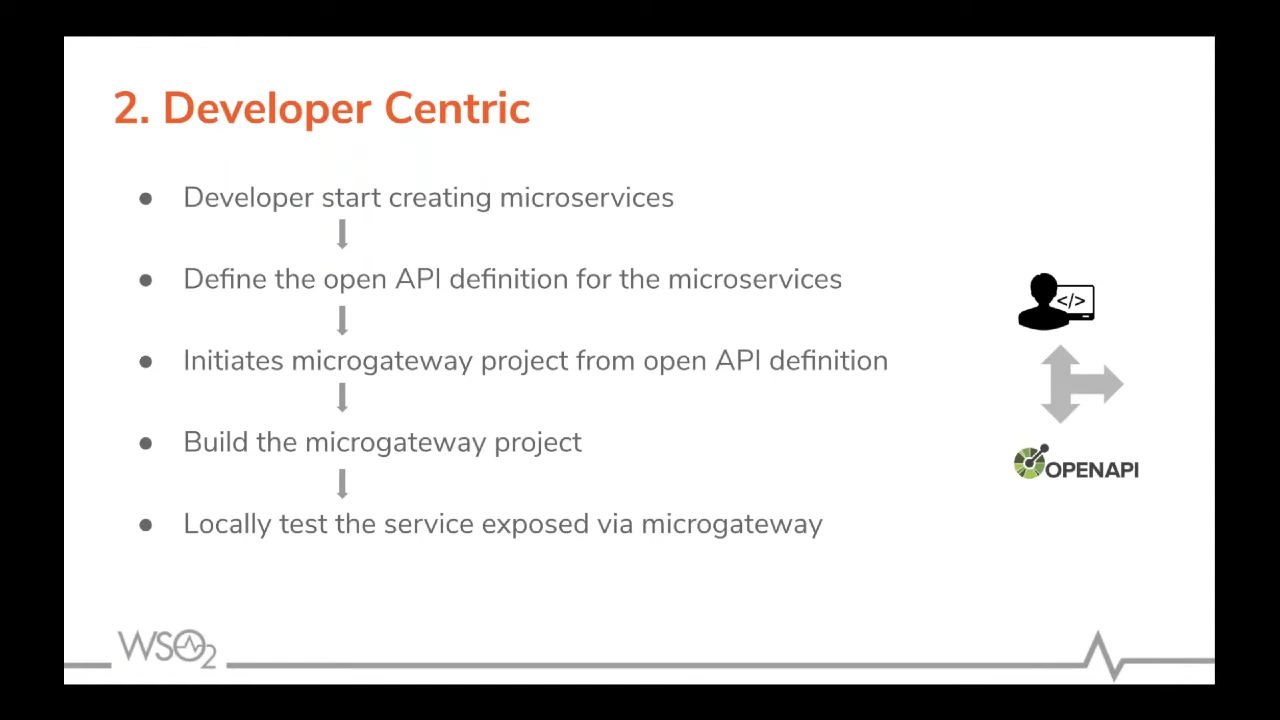 2. Developer Centric
● Developer start creating microservices
● Define the open API definition for the microservices
● Initiates microgateway project from open API definition
● Build the microgateway project
● Locally test the service exposed via microgateway
</>
OPENAPI
WSO2